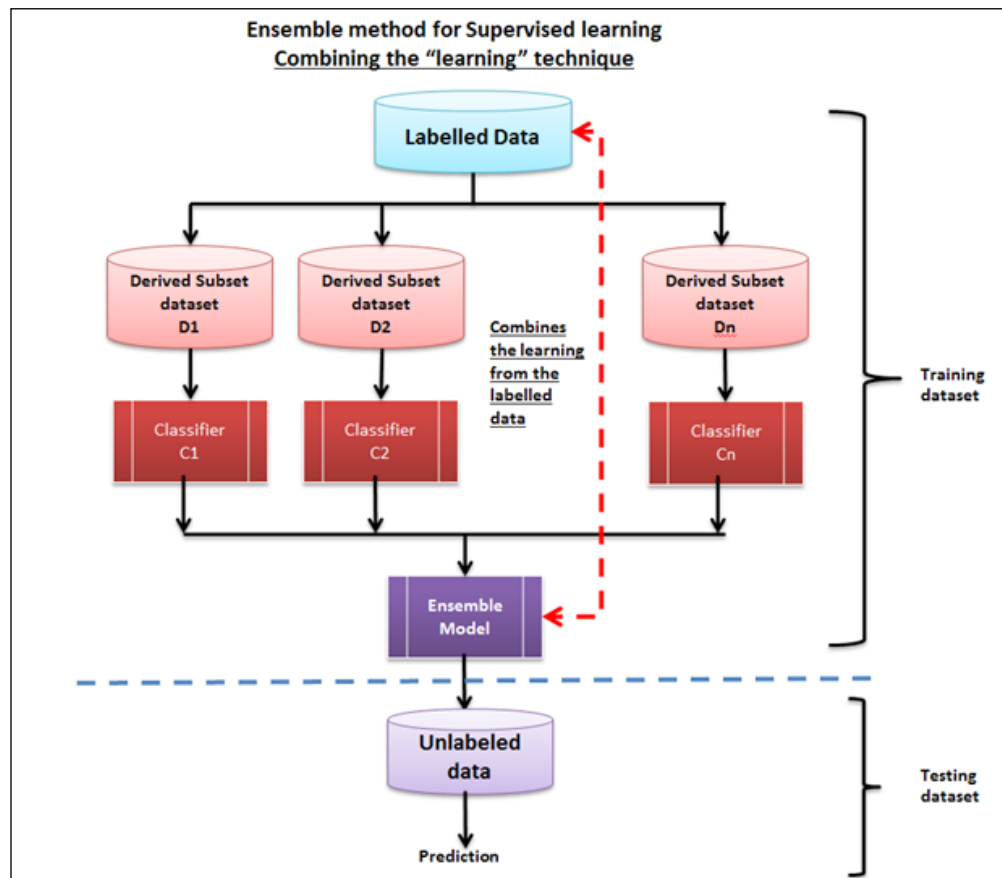 Ensemble method for Supervised learning
Combining the “learning” technique
Labelled Data
Derived Subset
dataset
D1
Derived Subset
dataset
D2
Derived Subset
dataset
Dn
Combines
the learning
from the
labelled
data
Classifier
C1
Classifier
C2
Classifier
Cn
Training
dataset
Ensemble
Model
Unlabeled
data
Testing
dataset
Prediction